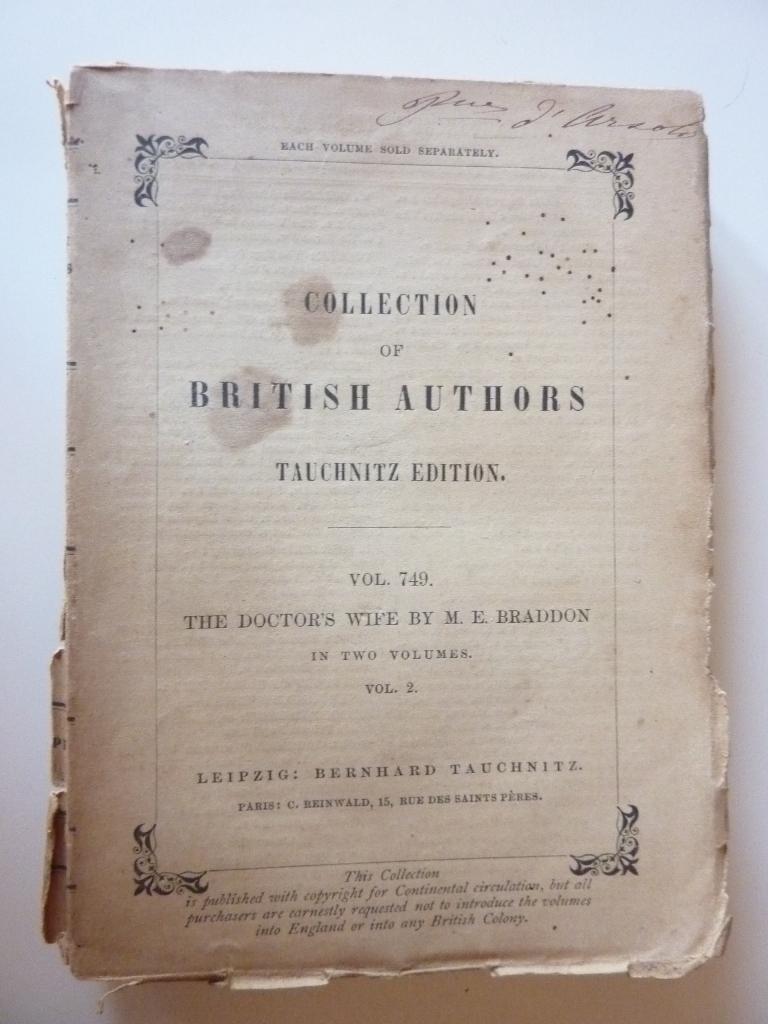 d'Arsoli
EACH VOLUME SOLD SEPARATELY.
COLLECTION
OF
BRITISH AUTHORS
TAUCHNITZ EDITION.
VOL. 749.
THE DOCTOR'S WIFE BY M. E. BRADDON
IN TWO VOLUMES.
VOL. 2.
LEIPZIG: BERNHARD TAUCHNITZ.
PARIS: C. REINWALD, 15, RUE DES SAINTS PÈRES.
This Collection
is published with copyright for Continental circulation, but all
purchasers are earnestly requested not to introduce the volumes
into England or into any British Colony.